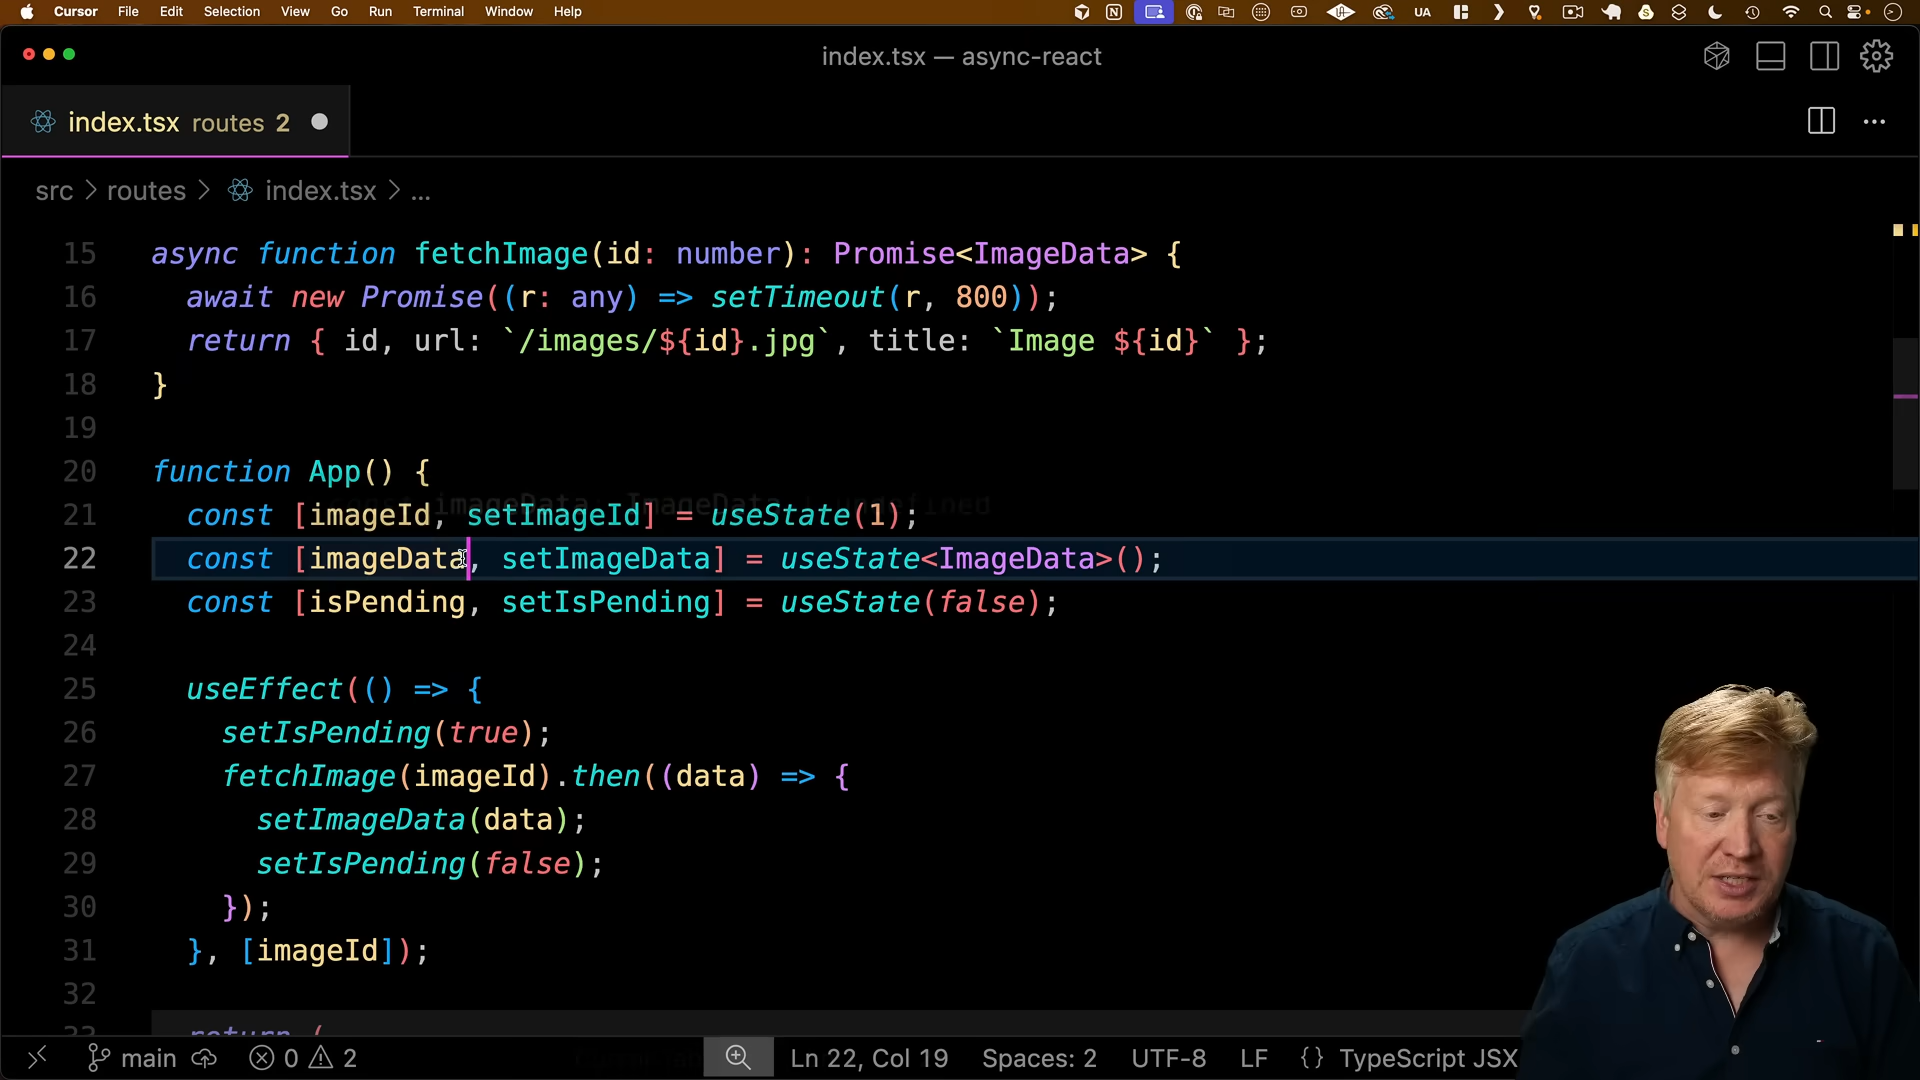 Cursor File Edit Selection View Go Run Terminal Window Help UA
index.tsx — async-react
index.tsx routes 2
src > routes > index.tsx > ...
15 async function fetchImage(id: number): Promise<ImageData> {
16 await new Promise((r: any) => setTimeout(r, 800));
17 return { id, url: `/images/${id}.jpg`, title: `Image ${id}` };
18 }
19
20 function App() {
21 const [imageId, setImageId] = useState(1);
22 const [imageData, setImageData] = useState<ImageData>();
23 const [isPending, setIsPending] = useState(false);
24
25 useEffect(() => {
26 setIsPending(true);
27 fetchImage(imageId).then((data) => {
28 setImageData(data);
29 setIsPending(false);
30 });
31 }, [imageId]);
32
33 return (
main 0 2 Ln 22, Col 19 Spaces: 2 UTF-8 LF {} TypeScript JSX